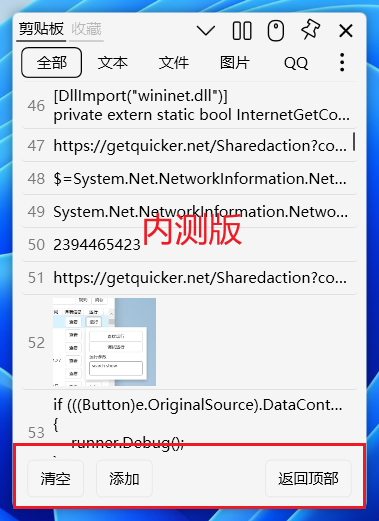 剪贴板 收藏
全部 文本 文件 图片 QQ
46 [DllImport("wininet.dll")]
private extern static bool InternetGetCo...
47 https://getquicker.net/Sharedaction?co...
48 $=System.Net.NetworkInformation.Net...
49 System.Net.NetworkInformation.Netwo...
内测版
50 2394465423
51 https://getquicker.net/Sharedaction?co...
52
53 if (((Button)e.OriginalSource).DataCont...
{
runner.Debug();
清空 添加 返回顶部